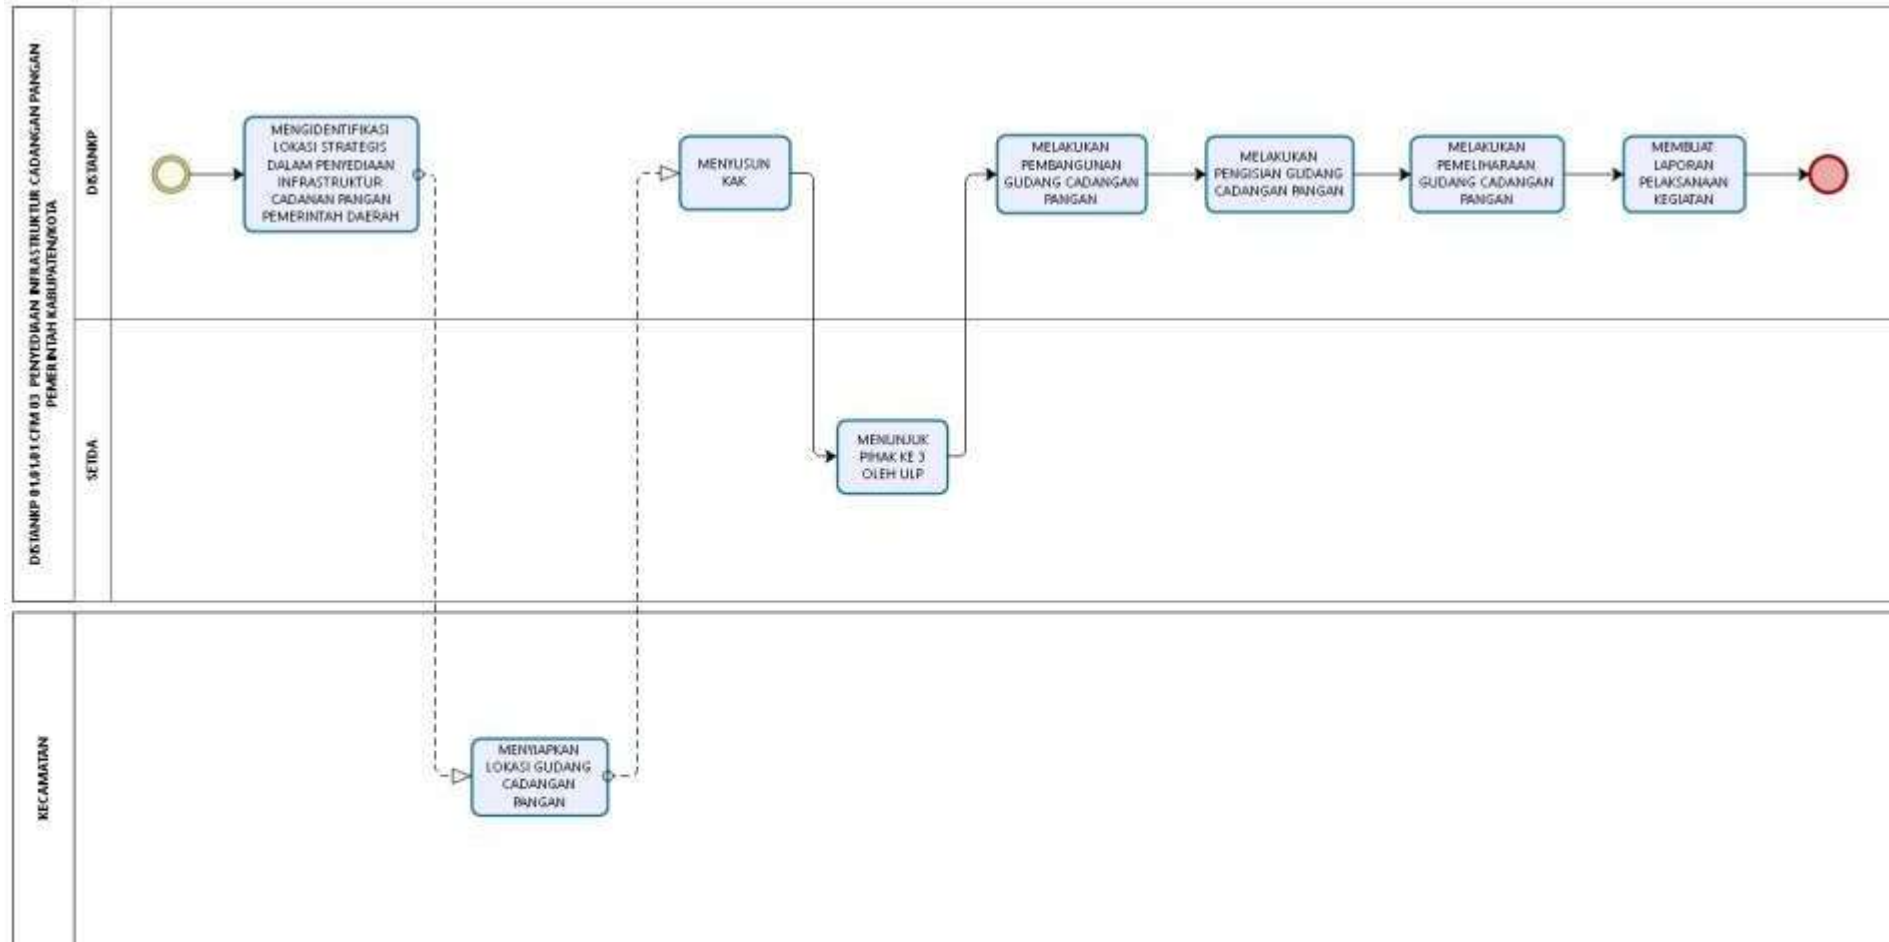 DISTANKP 01.01.01 CFM 03 PENYEDIAAN INFRASTRUKTUR CADANGAN PANGAN
PEMERINTAH KABUPATEN/KOTA
DISTANKP
MENGIDENTIFIKASI
LOKASI STRATEGIS
DALAM PENYEDIAAN
INFRASTRUKTUR
CADANAN PANGAN
PEMERINTAH DAERAH
MENYUSUN
KAK
MELAKUKAN
PEMBANGUNAN
GUDANG CADANGAN
PANGAN
MELAKUKAN
PENGISIAN GUDANG
CADANGAN PANGAN
MELAKUKAN
PEMELIHARAAN
GUDANG CADANGAN
PANGAN
MEMBUAT
LAPORAN
PELAKSANAAN
KEGIATAN
SETDA
MENUNJUK
PIHAK KE 3
OLEH ULP
KECAMATAN
MENYIAPKAN
LOKASI GUDANG
CADANGAN
PANGAN